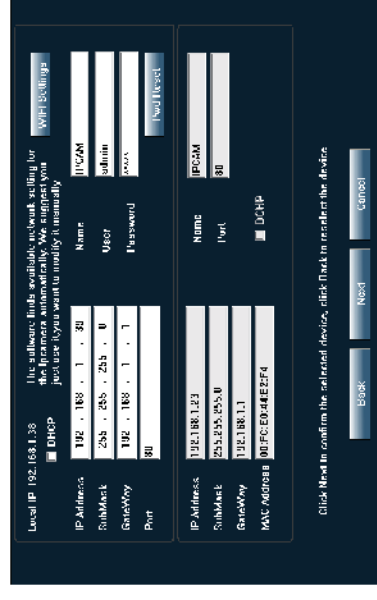 Local IP 192.168.1.38
DHCP
The software finds available network setting for
the Ipcamera automatically. We suggest you
just use it,you want to modify it manually
WIFI Settings
IP Address 192 . 168 . 1 . 39 Name IPCAM
SubMask 255 . 255 . 255 . 0 User admin
GateWay 192 . 168 . 1 . 1 Password
Port 80 Pwd Reset
IP Address 192.168.1.23 Name IPCAM
SubMask 255.255.255.0 Port 80
GateWay 192.168.1.1 DCHP
MAC Address 00:FC:E0:44:E2:F4
Click Next to confirm the selected device, click Back to reselect the device
Back Next Cancel